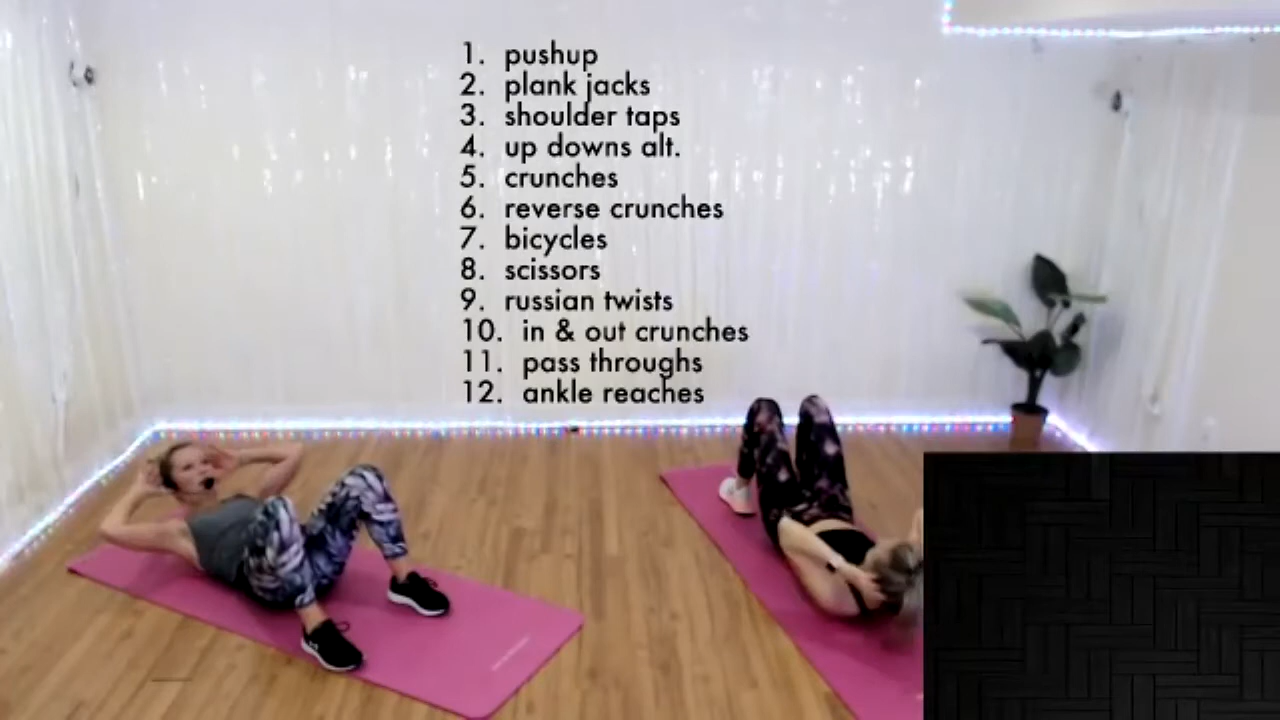 1. pushup
2. plank jacks
3. shoulder taps
4. up downs alt.
5. crunches
6. reverse crunches
7. bicycles
8. scissors
9. russian twists
10. in & out crunches
11. pass throughs
12. ankle reaches